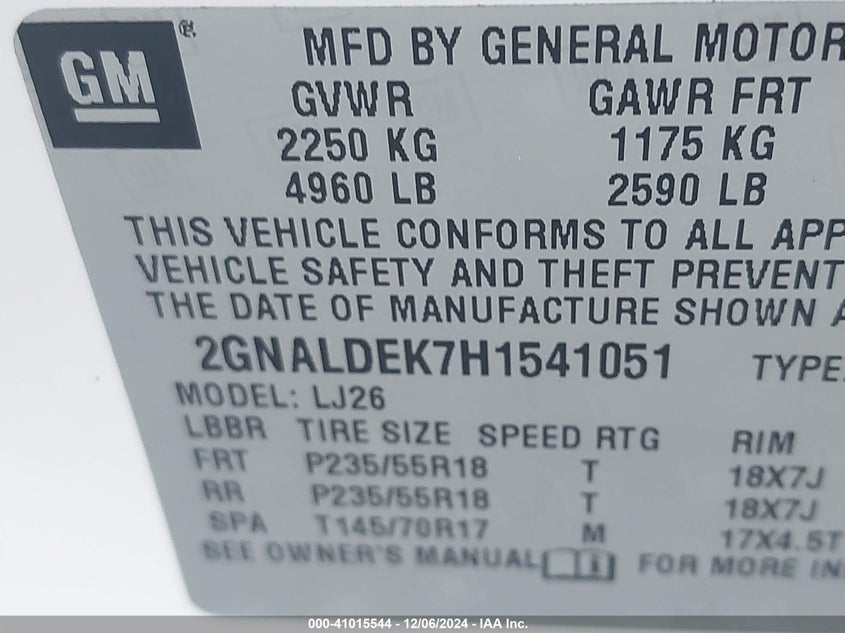 GM
MFD BY GENERAL MOTOR
GVWR GAWR FRT
2250 KG 1175 KG
4960 LB 2590 LB
THIS VEHICLE CONFORMS TO ALL APP
VEHICLE SAFETY AND THEFT PREVENT
THE DATE OF MANUFACTURE SHOWN A
2GNALDEK7H1541051 TYPE:
MODEL: LJ26
LBBR TIRE SIZE SPEED RTG RIM
FRT P235/55R18 T 18X7J
RR P235/55R18 T 18X7J
SPA T145/70R17 M 17X4.5T
SEE OWNER'S MANUAL FOR MORE IN
000-41015544 - 12/06/2024 - IAA Inc.